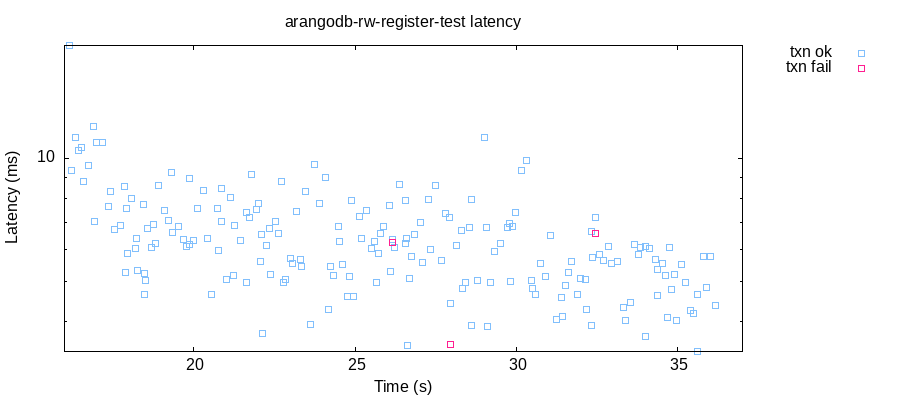 arangodb-rw-register-test latency
txn ok
txn fail
10
Latency (ms)
20 25 30 35
Time (s)